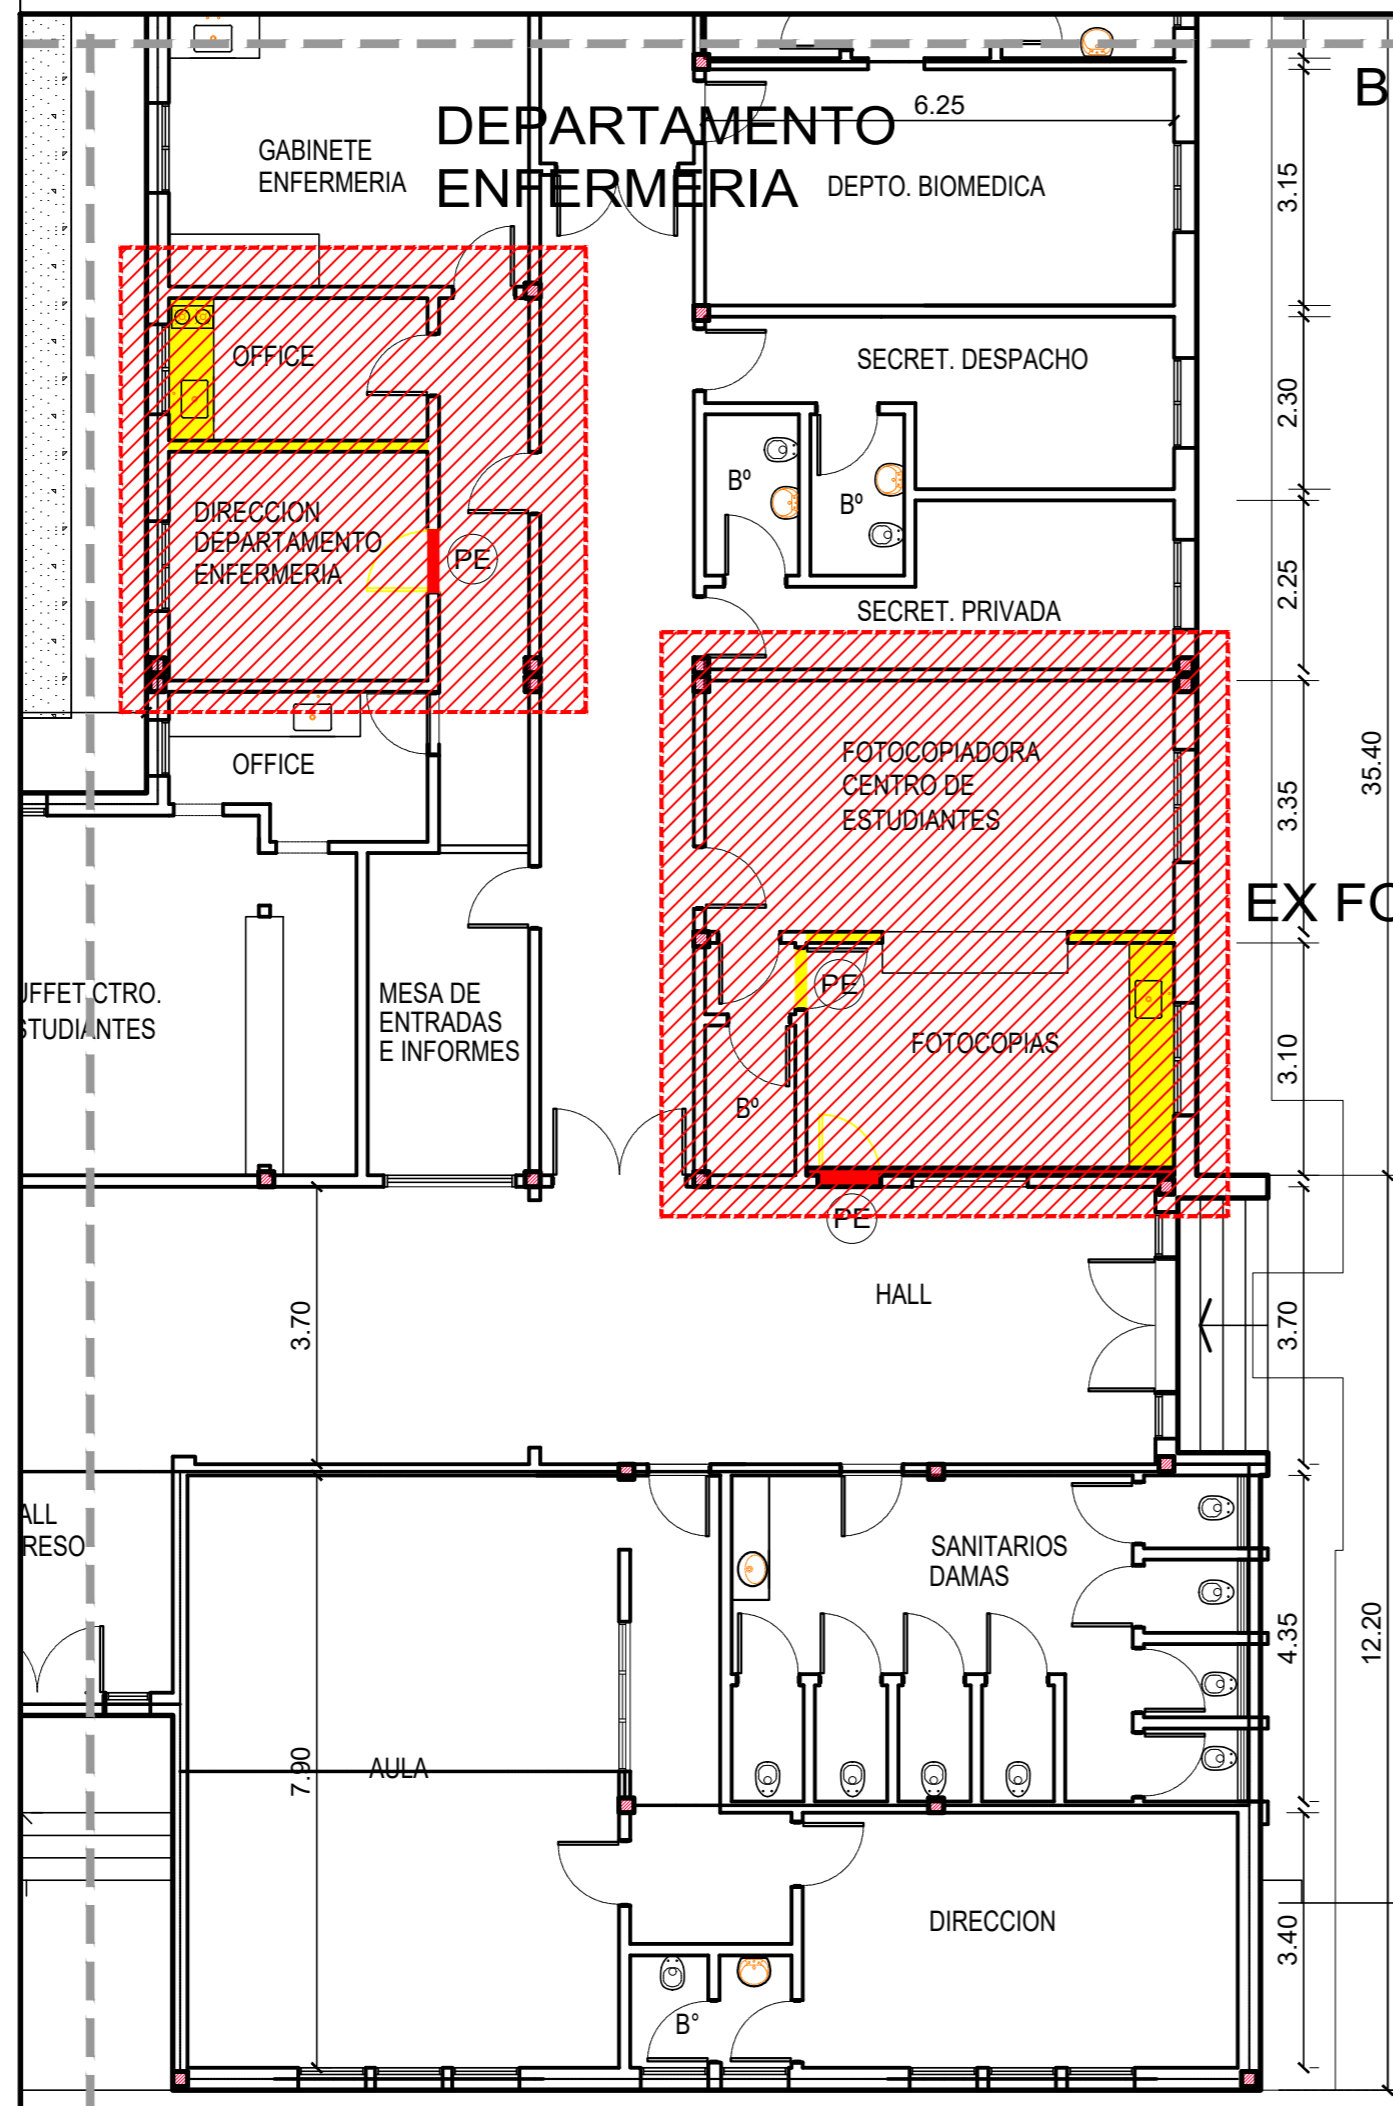 B
DEPARTAMENTO
ENFERMERIA
GABINETE
ENFERMERIA
6.25
DEPTO. BIOMEDICA
3.15
OFFICE
SECRET. DESPACHO
2.30
Bº
Bº
DIRECCION
DEPARTAMENTO
ENFERMERIA
PE
2.25
SECRET. PRIVADA
OFFICE
FOTOCOPIADORA
CENTRO DE
ESTUDIANTES
3.35
35.40
EX FO
UFFET CTRO.
STUDIANTES
MESA DE
ENTRADAS
E INFORMES
PE
FOTOCOPIAS
3.10
Bº
PE
HALL
3.70
3.70
ALL
RESO
SANITARIOS
DAMAS
4.35
12.20
7.90
AULA
DIRECCION
3.40
B°